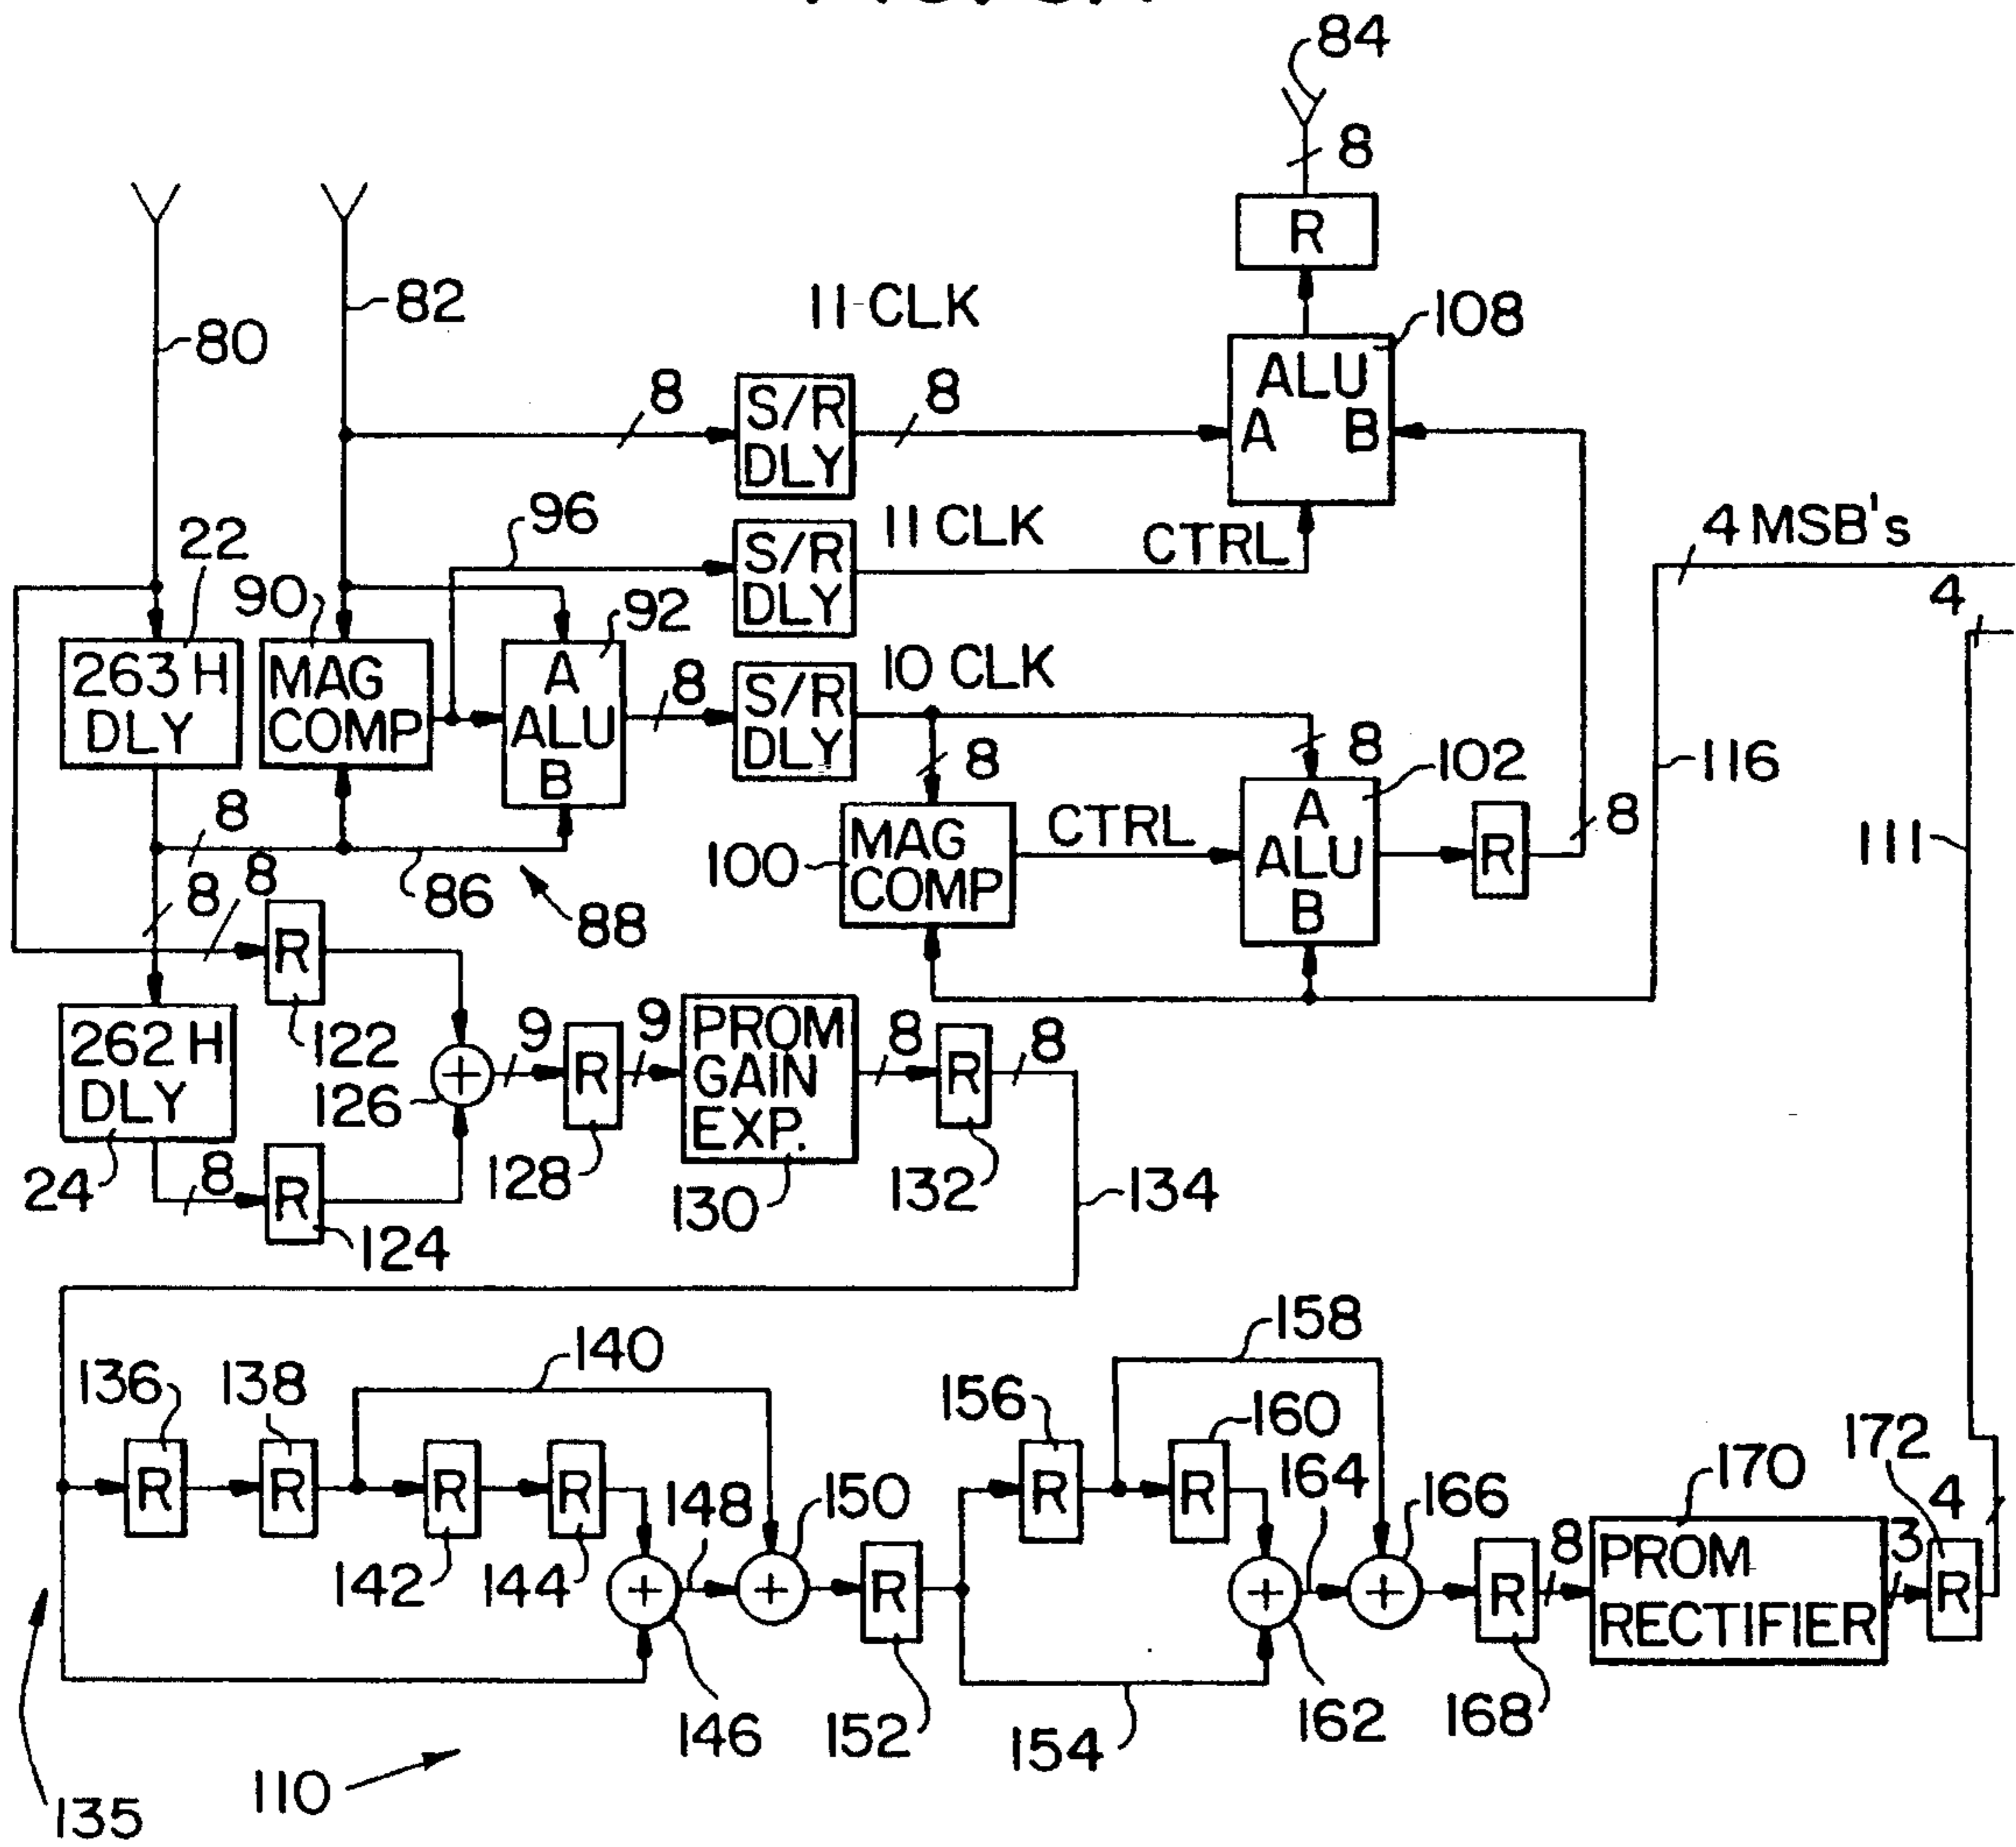 84
8
R
82
80
11 CLK
108
ALU
A B
8
S/R
DLY
8
96
11 CLK
S/R
DLY
CTRL
4 MSB's
4
22
90
92
263 H
DLY
MAG
COMP
A
ALU
B
8
S/R
DLY
10 CLK
8
8
102
116
111
8
8
8
86
88
100
MAG
COMP
CTRL
A
ALU
B
R
8
R
122
262 H
DLY
126
+
9
R
9
PROM
GAIN
EXP.
8
R
8
24
8
R
124
128
130
132
134
136
138
140
158
156
160
164
166
170
172
4
R
R
R
R
148
150
R
R
142
144
+
+
R
+
+
R
8
PROM
RECTIFIER
3
R
146
152
154
162
168
110
135